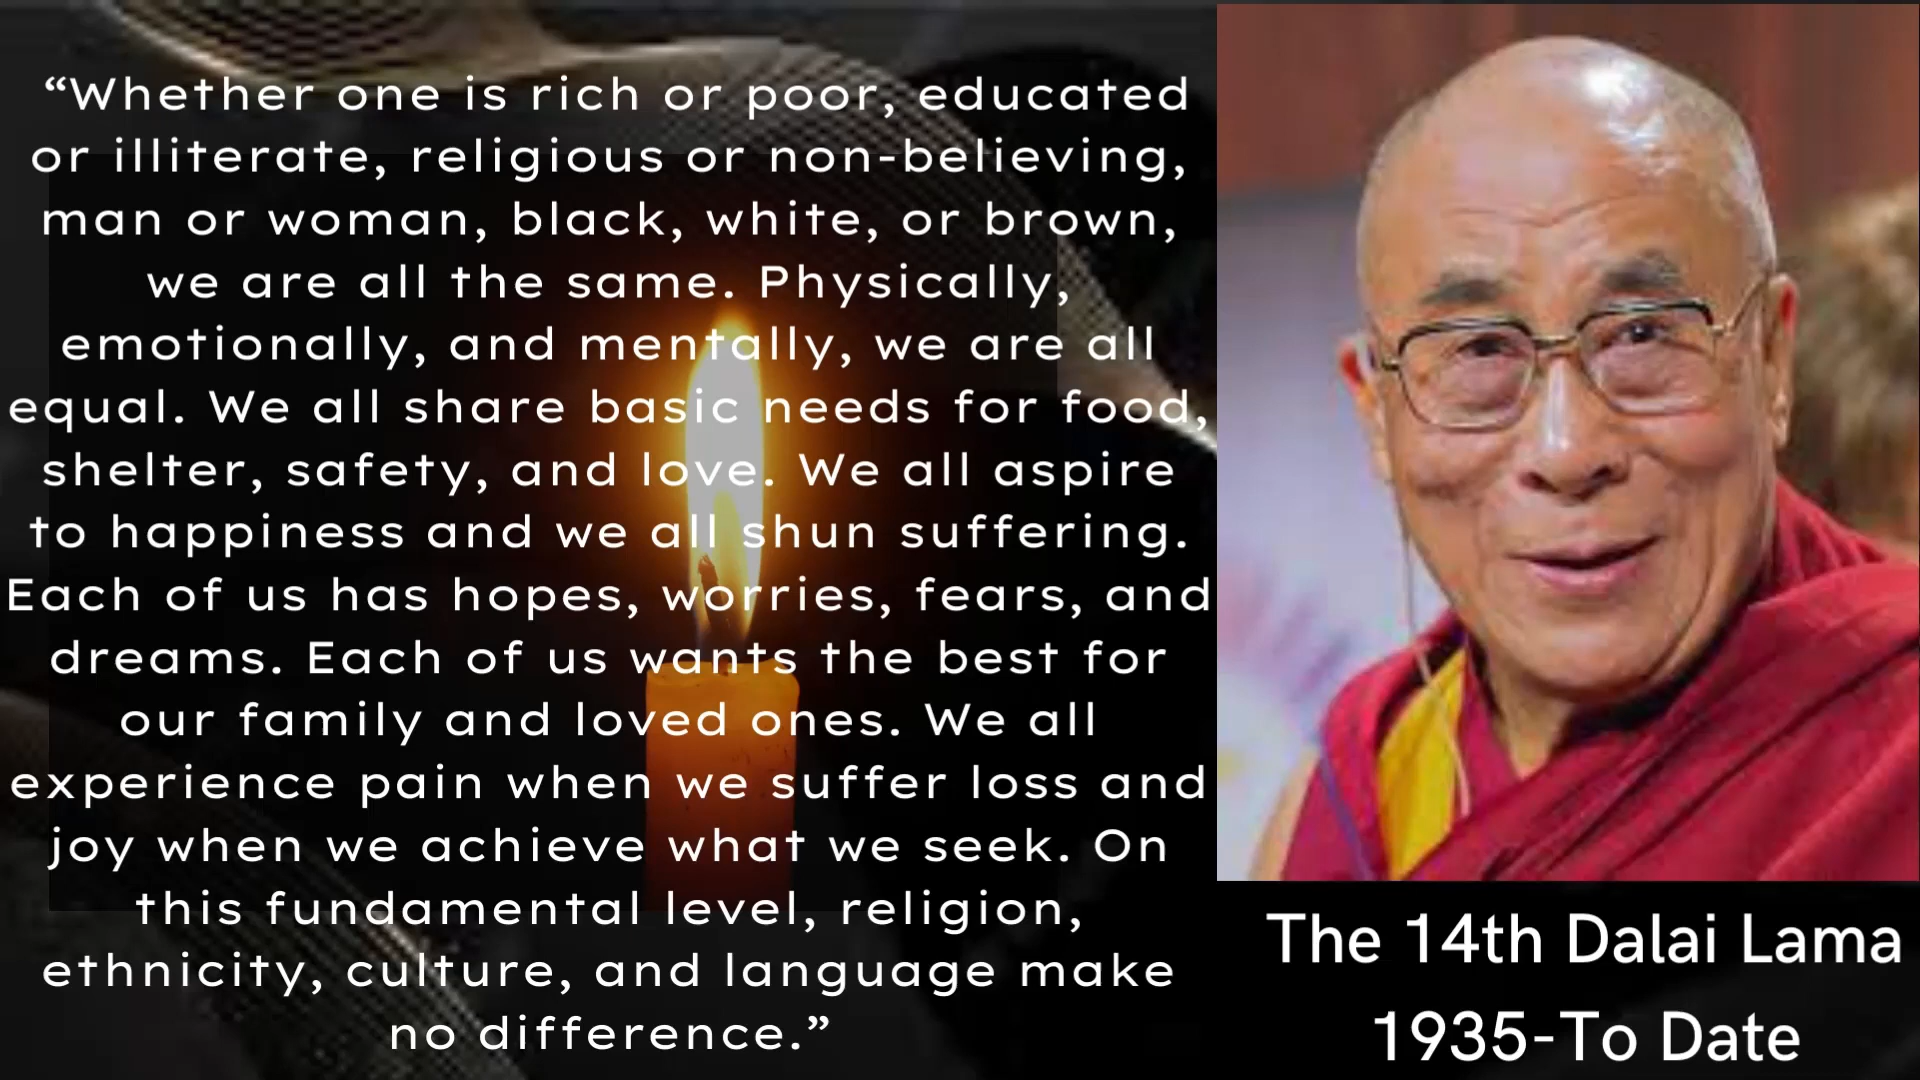 “Whether one is rich or poor, educated
or illiterate, religious or non-believing,
man or woman, black, white, or brown,
we are all the same. Physically,
emotionally, and mentally, we are all
equal. We all share basic needs for food,
shelter, safety, and love. We all aspire
to happiness and we all shun suffering.
Each of us has hopes, worries, fears, and
dreams. Each of us wants the best for
our family and loved ones. We all
experience pain when we suffer loss and
joy when we achieve what we seek. On
this fundamental level, religion,
ethnicity, culture, and language make
no difference.”
The 14th Dalai Lama
1935-To Date